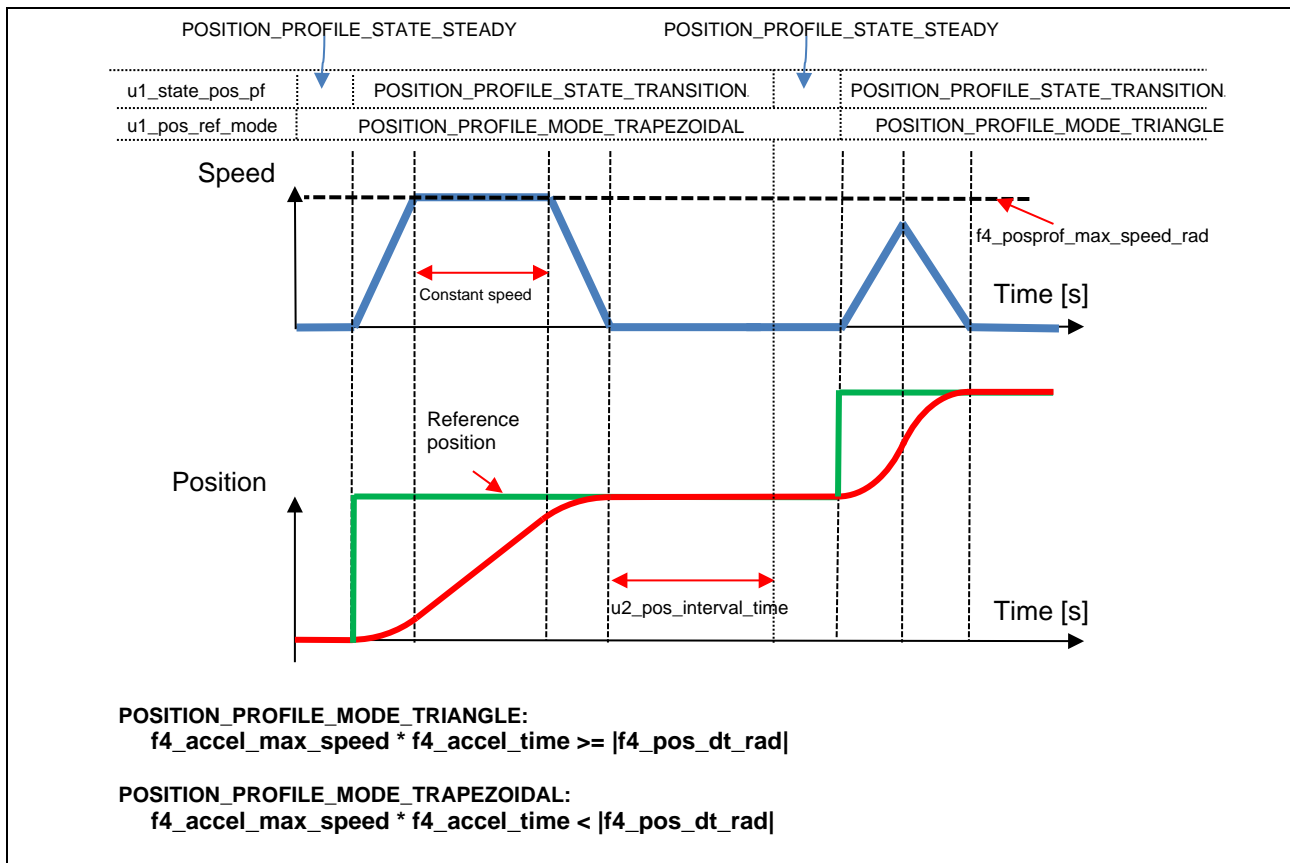 POSITION_PROFILE_STATE_STEADY POSITION_PROFILE_STATE_STEADY
u1_state_pos_pf POSITION_PROFILE_STATE_TRANSITION POSITION_PROFILE_STATE_TRANSITION
u1_pos_ref_mode POSITION_PROFILE_MODE_TRAPEZOIDAL POSITION_PROFILE_MODE_TRIANGLE
Speed
f4_posprof_max_speed_rad
Constant speed
Time [s]
Reference
position
Position
u2_pos_interval_time
Time [s]
POSITION_PROFILE_MODE_TRIANGLE:
f4_accel_max_speed * f4_accel_time >= |f4_pos_dt_rad|
POSITION_PROFILE_MODE_TRAPEZOIDAL:
f4_accel_max_speed * f4_accel_time < |f4_pos_dt_rad|